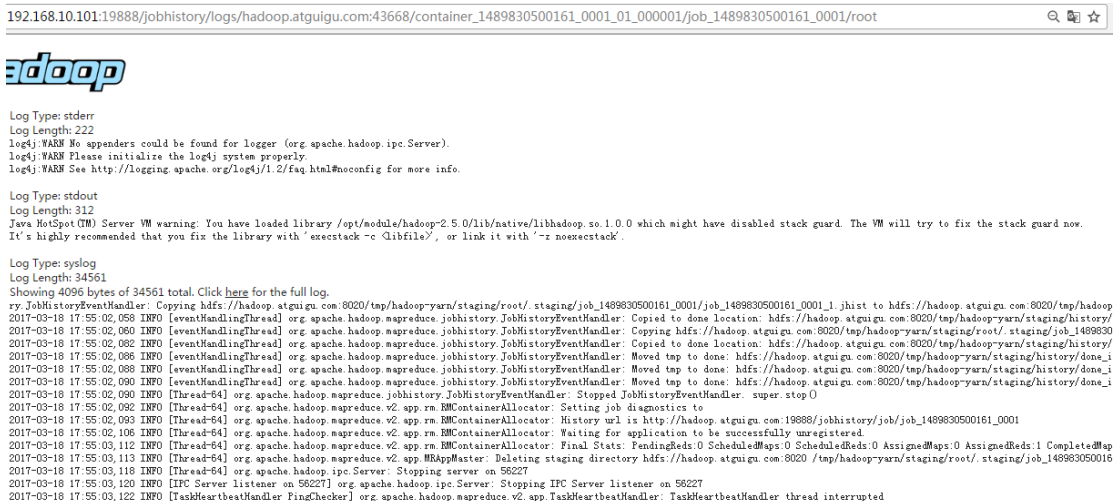 192.168.10.101:19888/jobhistory/logs/hadoop.atguigu.com:43668/container_1489830500161_0001_01_000001/job_1489830500161_0001/root
adoop
Log Type: stderr
Log Length: 222
log4j:WARN No appenders could be found for logger (org.apache.hadoop.ipc.Server).
log4j:WARN Please initialize the log4j system properly.
log4j:WARN See http://logging.apache.org/log4j/1.2/faq.html#noconfig for more info.
Log Type: stdout
Log Length: 312
Java HotSpot(TM) Server VM warning: You have loaded library /opt/module/hadoop-2.5.0/lib/native/libhadoop.so.1.0.0 which might have disabled stack guard. The VM will try to fix the stack guard now.
It's highly recommended that you fix the library with 'execstack -c <libfile>', or link it with '-z noexecstack'.
Log Type: syslog
Log Length: 34561
Showing 4096 bytes of 34561 total. Click here for the full log.
ry.JobHistoryEventHandler: Copying hdfs://hadoop.atguigu.com:8020/tmp/hadoop-yarn/staging/root/.staging/job_1489830500161_0001/job_1489830500161_0001_1.jhist to hdfs://hadoop.atguigu.com:8020/tmp/hadoop
2017-03-18 17:55:02,058 INFO [eventHandlingThread] org.apache.hadoop.mapreduce.jobhistory.JobHistoryEventHandler: Copied to done location: hdfs://hadoop.atguigu.com:8020/tmp/hadoop-yarn/staging/history/
2017-03-18 17:55:02,060 INFO [eventHandlingThread] org.apache.hadoop.mapreduce.jobhistory.JobHistoryEventHandler: Copying hdfs://hadoop.atguigu.com:8020/tmp/hadoop-yarn/staging/root/.staging/job_1489830
2017-03-18 17:55:02,082 INFO [eventHandlingThread] org.apache.hadoop.mapreduce.jobhistory.JobHistoryEventHandler: Copied to done location: hdfs://hadoop.atguigu.com:8020/tmp/hadoop-yarn/staging/history/
2017-03-18 17:55:02,086 INFO [eventHandlingThread] org.apache.hadoop.mapreduce.jobhistory.JobHistoryEventHandler: Moved tmp to done: hdfs://hadoop.atguigu.com:8020/tmp/hadoop-yarn/staging/history/done_i
2017-03-18 17:55:02,088 INFO [eventHandlingThread] org.apache.hadoop.mapreduce.jobhistory.JobHistoryEventHandler: Moved tmp to done: hdfs://hadoop.atguigu.com:8020/tmp/hadoop-yarn/staging/history/done_i
2017-03-18 17:55:02,090 INFO [eventHandlingThread] org.apache.hadoop.mapreduce.jobhistory.JobHistoryEventHandler: Moved tmp to done: hdfs://hadoop.atguigu.com:8020/tmp/hadoop-yarn/staging/history/done_i
2017-03-18 17:55:02,090 INFO [Thread-64] org.apache.hadoop.mapreduce.jobhistory.JobHistoryEventHandler: Stopped JobHistoryEventHandler. super.stop()
2017-03-18 17:55:02,092 INFO [Thread-64] org.apache.hadoop.mapreduce.v2.app.rm.RMContainerAllocator: Setting job diagnostics to
2017-03-18 17:55:02,093 INFO [Thread-64] org.apache.hadoop.mapreduce.v2.app.rm.RMContainerAllocator: History url is http://hadoop.atguigu.com:19888/jobhistory/job/job_1489830500161_0001
2017-03-18 17:55:02,106 INFO [Thread-64] org.apache.hadoop.mapreduce.v2.app.rm.RMContainerAllocator: Waiting for application to be successfully unregistered.
2017-03-18 17:55:03,112 INFO [Thread-64] org.apache.hadoop.mapreduce.v2.app.rm.RMContainerAllocator: Final Stats: PendingReds:0 ScheduledMaps:0 ScheduledReds:0 AssignedMaps:0 AssignedReds:1 CompletedMap
2017-03-18 17:55:03,113 INFO [Thread-64] org.apache.hadoop.mapreduce.v2.app.MRAppMaster: Deleting staging directory hdfs://hadoop.atguigu.com:8020 /tmp/hadoop-yarn/staging/root/.staging/job_148983050016
2017-03-18 17:55:03,118 INFO [Thread-64] org.apache.hadoop.ipc.Server: Stopping server on 56227
2017-03-18 17:55:03,120 INFO [IPC Server listener on 56227] org.apache.hadoop.ipc.Server: Stopping IPC Server listener on 56227
2017-03-18 17:55:03,122 INFO [TaskHeartbeatHandler PingChecker] org.apache.hadoop.mapreduce.v2.app.TaskHeartbeatHandler: TaskHeartbeatHandler thread interrupted